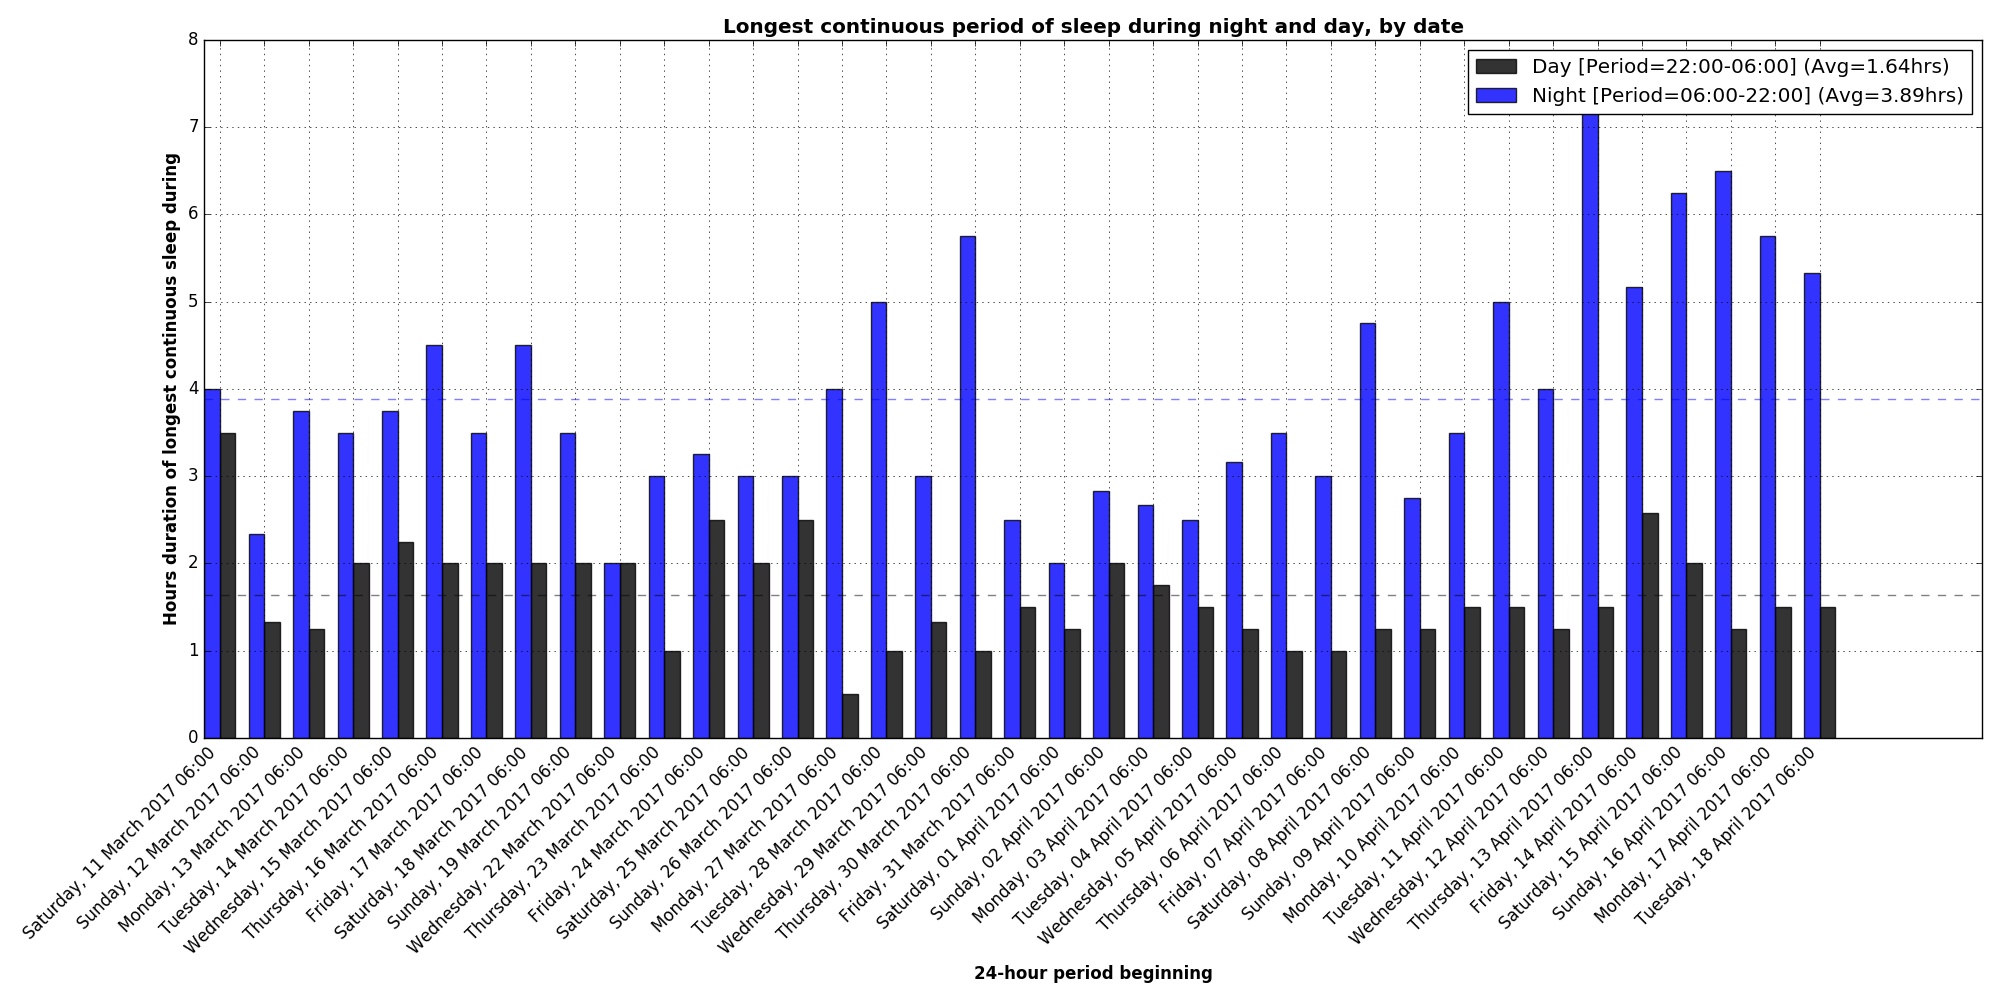 Longest continuous period of sleep during night and day, by date
Day [Period=22:00-06:00] (Avg=1.64hrs)
Night [Period=06:00-22:00] (Avg=3.89hrs)
Hours duration of longest continuous sleep during
8
7
6
5
4
3
2
1
0
Saturday, 11 March 2017 06:00
Sunday, 12 March 2017 06:00
Monday, 13 March 2017 06:00
Tuesday, 14 March 2017 06:00
Wednesday, 15 March 2017 06:00
Thursday, 16 March 2017 06:00
Friday, 17 March 2017 06:00
Saturday, 18 March 2017 06:00
Sunday, 19 March 2017 06:00
Wednesday, 22 March 2017 06:00
Thursday, 23 March 2017 06:00
Friday, 24 March 2017 06:00
Saturday, 25 March 2017 06:00
Sunday, 26 March 2017 06:00
Monday, 27 March 2017 06:00
Tuesday, 28 March 2017 06:00
Wednesday, 29 March 2017 06:00
Thursday, 30 March 2017 06:00
Friday, 31 March 2017 06:00
Saturday, 01 April 2017 06:00
Sunday, 02 April 2017 06:00
Monday, 03 April 2017 06:00
Tuesday, 04 April 2017 06:00
Wednesday, 05 April 2017 06:00
Thursday, 06 April 2017 06:00
Friday, 07 April 2017 06:00
Saturday, 08 April 2017 06:00
Sunday, 09 April 2017 06:00
Monday, 10 April 2017 06:00
Tuesday, 11 April 2017 06:00
Wednesday, 12 April 2017 06:00
Thursday, 13 April 2017 06:00
Friday, 14 April 2017 06:00
Saturday, 15 April 2017 06:00
Sunday, 16 April 2017 06:00
Monday, 17 April 2017 06:00
Tuesday, 18 April 2017 06:00
24-hour period beginning